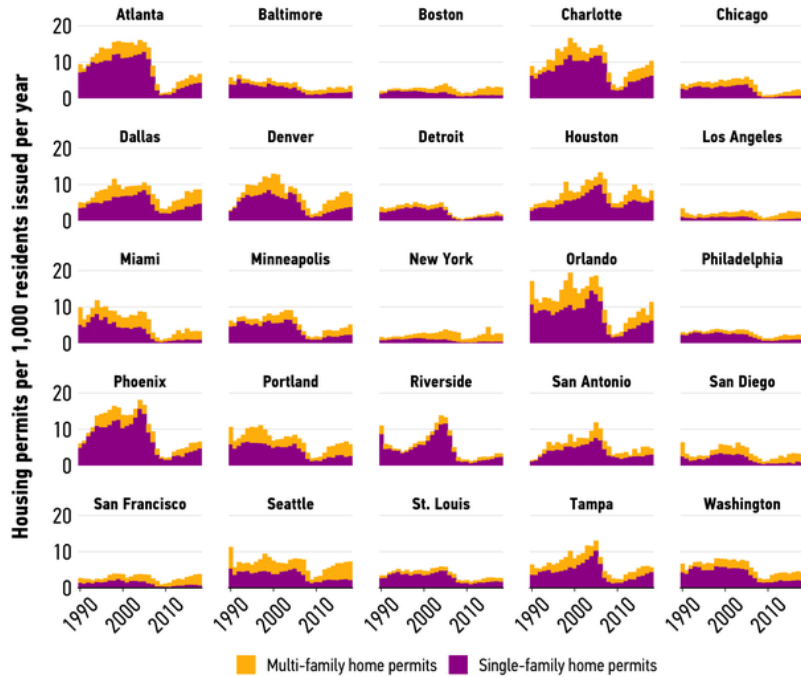 Housing permits per 1,000 residents issued per year
Atlanta Baltimore Boston Charlotte Chicago
20
10
0
Dallas Denver Detroit Houston Los Angeles
20
10
0
Miami Minneapolis New York Orlando Philadelphia
20
10
0
Phoenix Portland Riverside San Antonio San Diego
20
10
0
San Francisco Seattle St. Louis Tampa Washington
20
10
0
1990 2000 2010 1990 2000 2010 1990 2000 2010 1990 2000 2010 1990 2000 2010
Multi-family home permits Single-family home permits